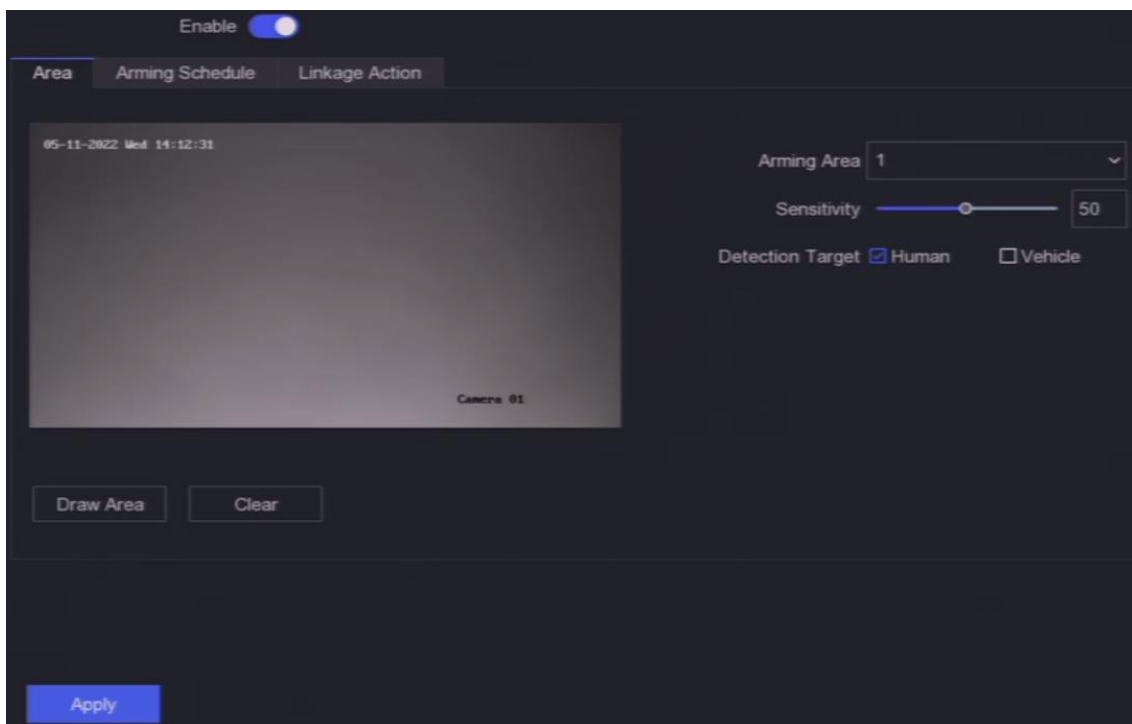 Enable
Area Arming Schedule Linkage Action
05-11-2022 Wed 14:12:31
Arming Area 1
Sensitivity 50
Detection Target Human Vehicle
Camera 01
Draw Area Clear
Apply